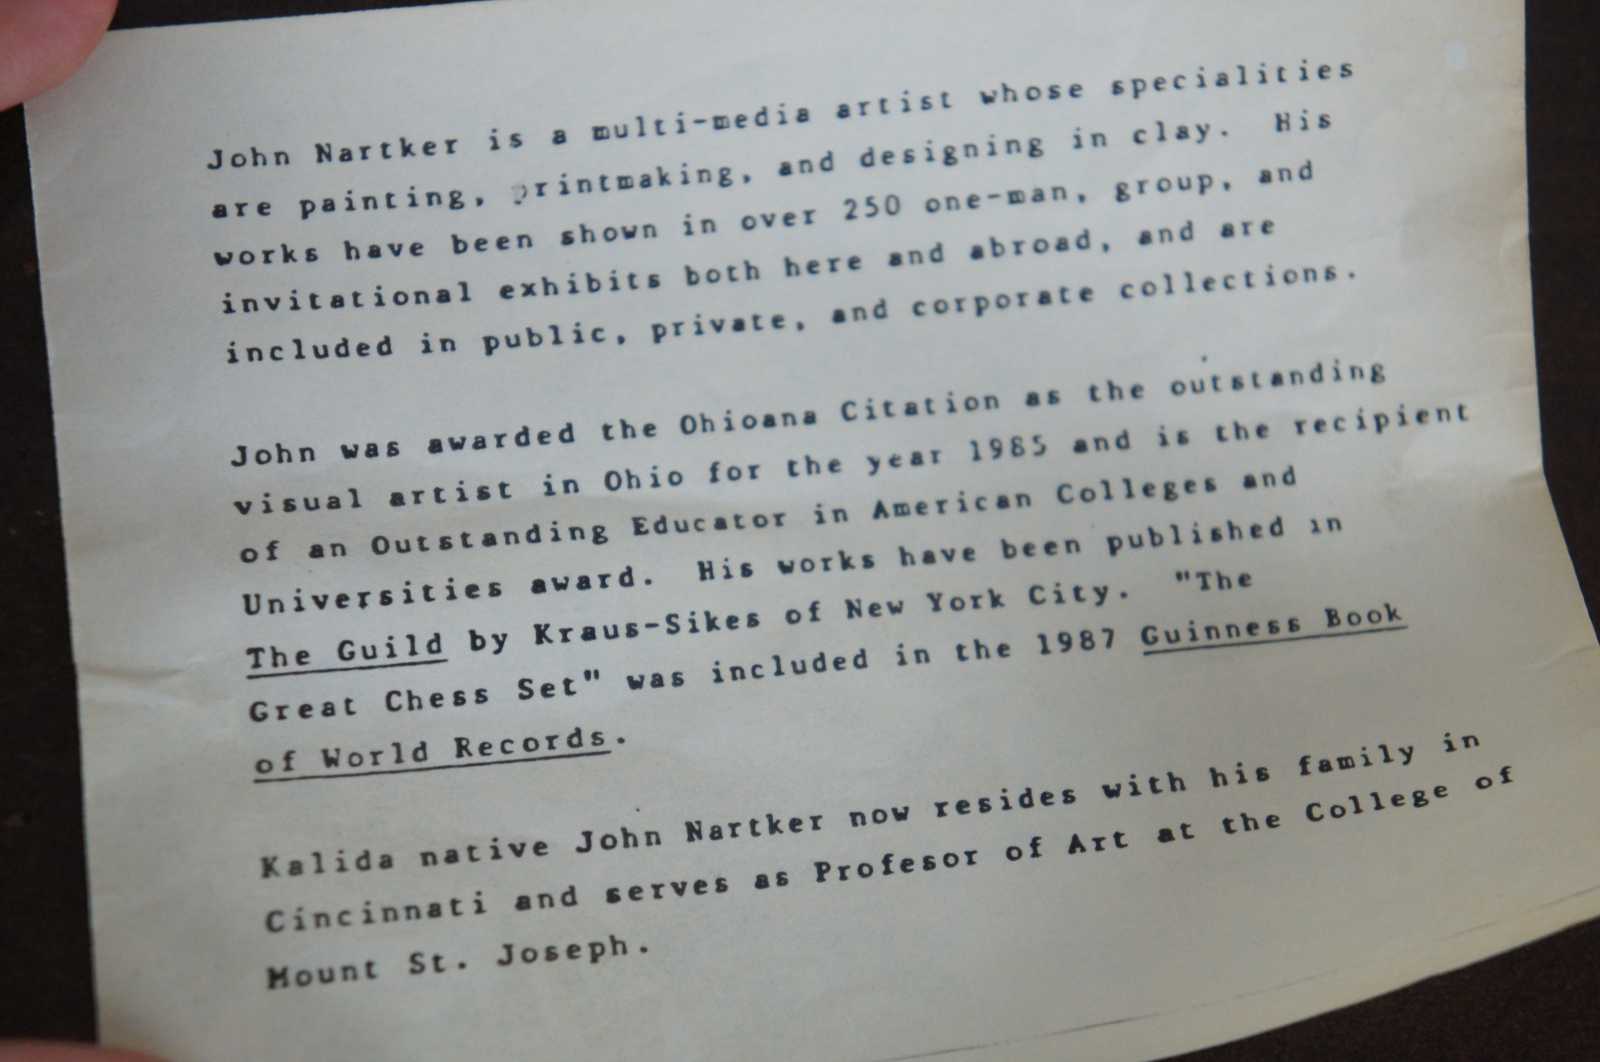 John Nartker is a multi-media artist whose specialities
are painting, printmaking, and designing in clay. His
works have been shown in over 250 one-man, group, and
invitational exhibits both here and abroad, and are
included in public, private, and corporate collections.
John was awarded the Ohioana Citation as the outstanding
visual artist in Ohio for the year 1985 and is the recipient
of an Outstanding Educator in American Colleges and
Universities award. His works have been published in
The Guild by Kraus-Sikes of New York City. "The
Great Chess Set" was included in the 1987 Guinness Book
of World Records.
Kalida native John Nartker now resides with his family in
Cincinnati and serves as Profesor of Art at the College of
Mount St. Joseph.